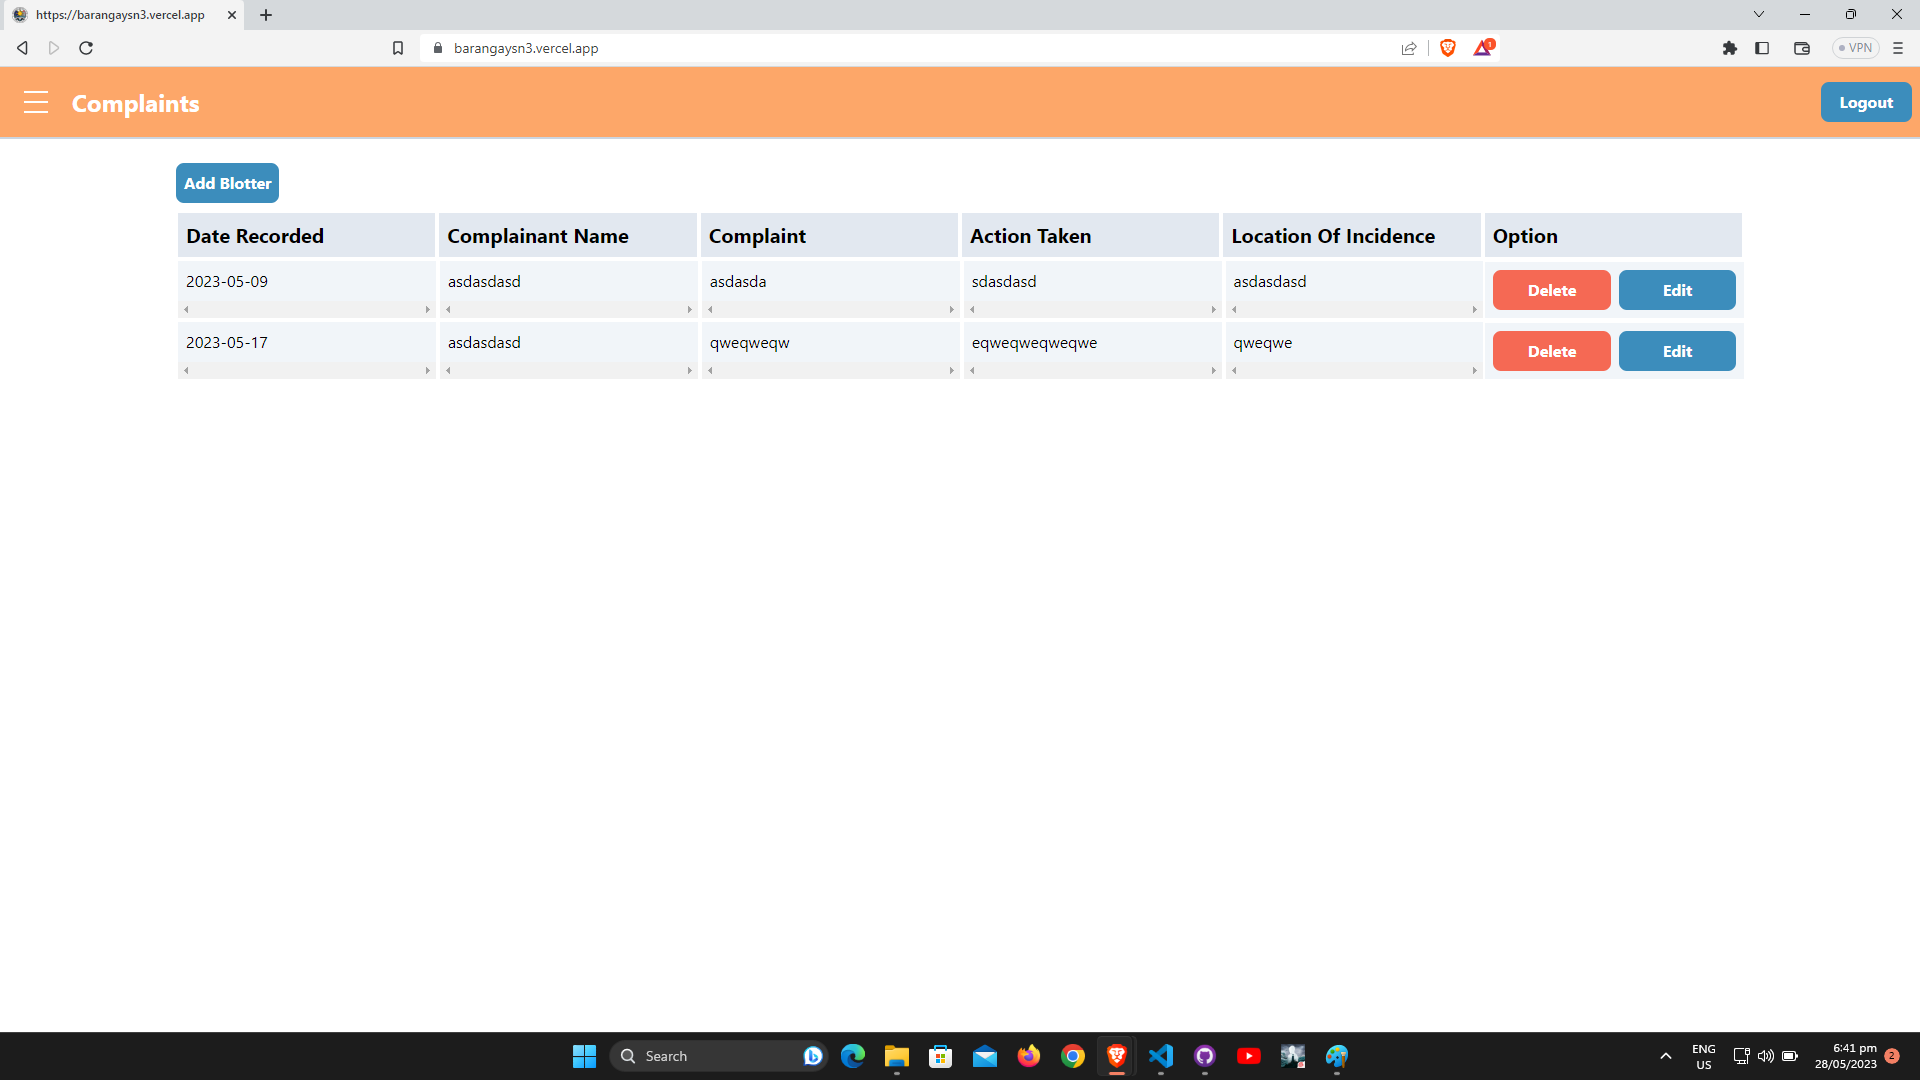 https://barangaysn3.vercel.app
barangaysn3.vercel.app
1
VPN
Complaints
Logout
Add Blotter
Date Recorded Complainant Name Complaint Action Taken Location Of Incidence Option
2023-05-09 asdasdasd asdasda sdasdasd asdasdasd Delete Edit
2023-05-17 asdasdasd qweqweqw eqweqweqweqwe qweqwe Delete Edit
Search
ENG
US
6:41 pm
28/05/2023
2